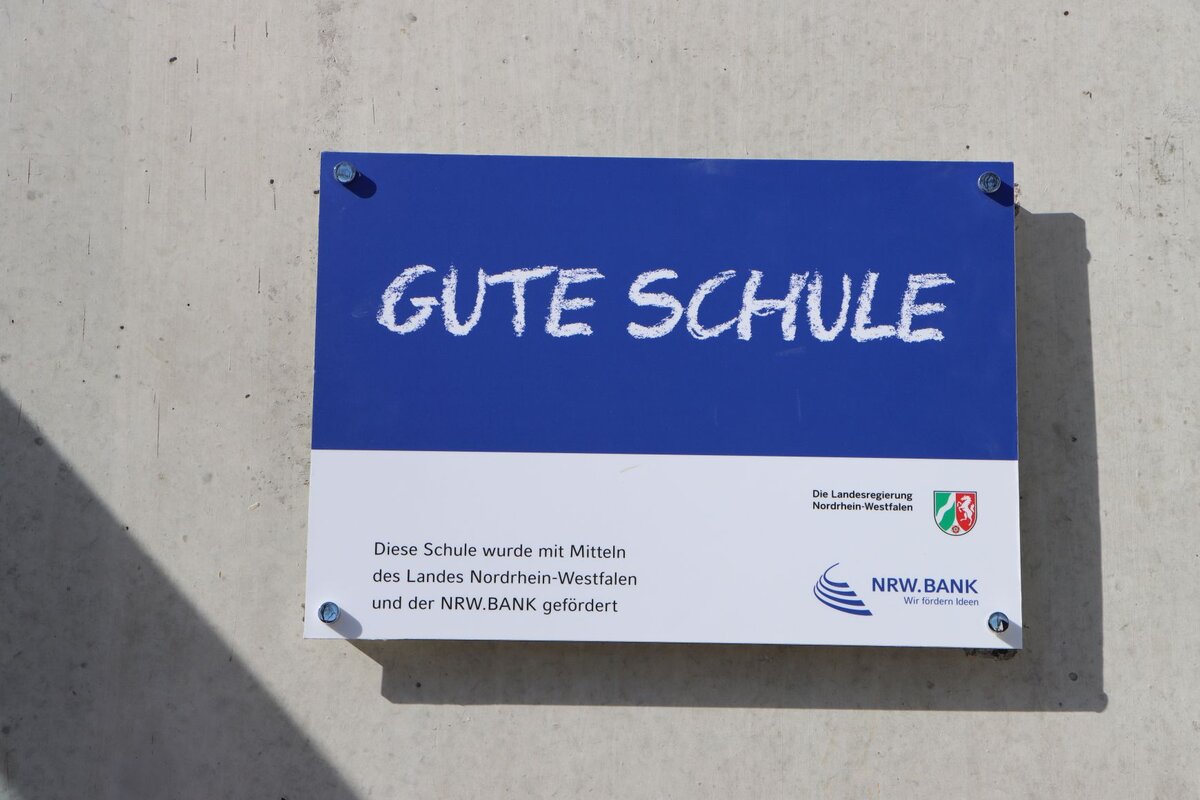 GUTE SCHULE
Die Landesregierung
Nordrhein-Westfalen
Diese Schule wurde mit Mitteln
des Landes Nordrhein-Westfalen
und der NRW.BANK gefördert
NRW.BANK
Wir fördern Ideen